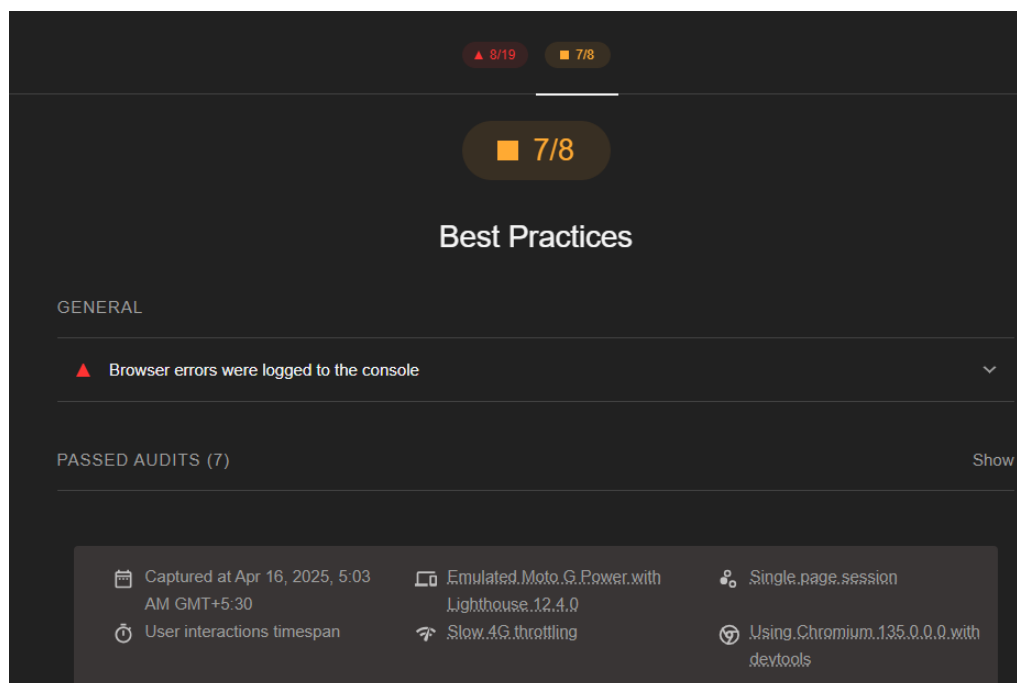 8/19
7/8
7/8
Best Practices
GENERAL
Browser errors were logged to the console
PASSED AUDITS (7)
Show
Captured at Apr 16, 2025, 5:03
AM GMT+5:30
Emulated Moto G Power with
Lighthouse 12.4.0
Single page session
User interactions timespan
Slow 4G throttling
Using Chromium 135.0.0.0 with
devtools